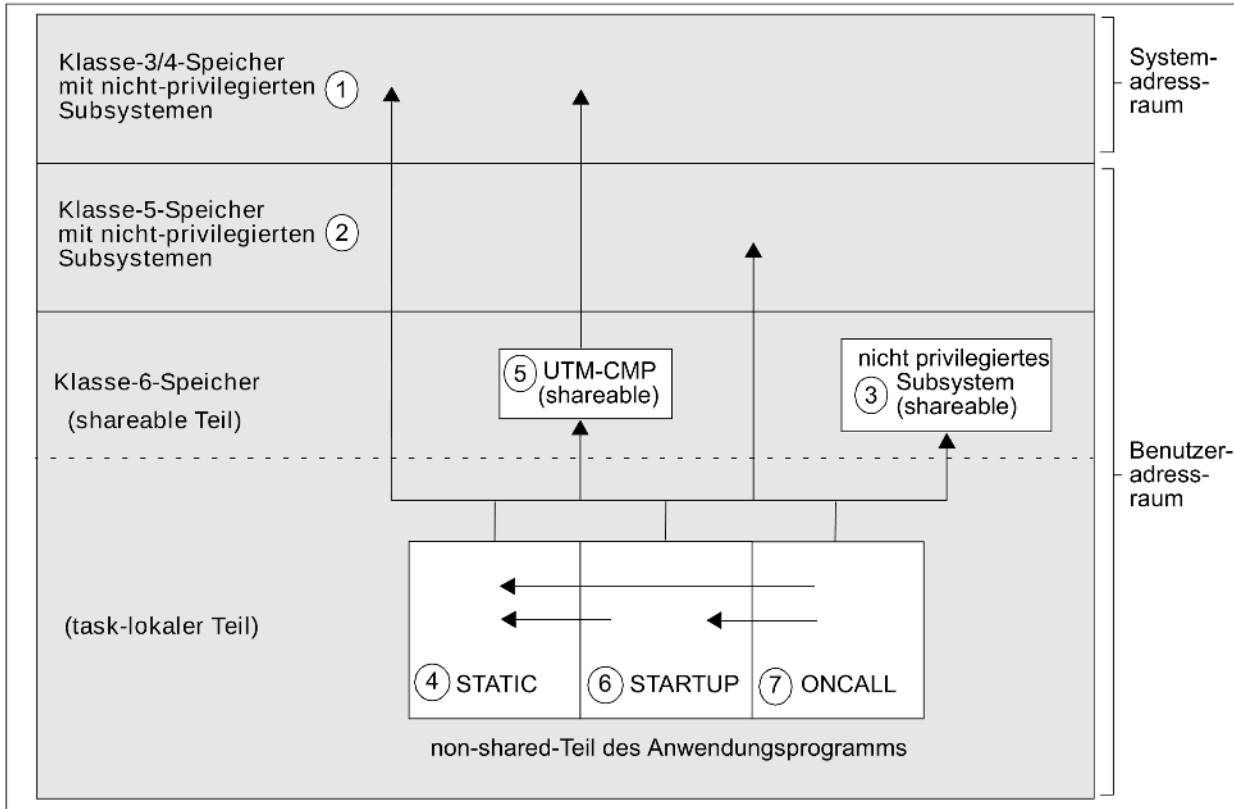 Klasse-3/4-Speicher
mit nicht-privilegierten 1
Subsystemen
System-
adress-
raum
Klasse-5-Speicher
mit nicht-privilegierten 2
Subsystemen
Klasse-6-Speicher
(shareable Teil)
5 UTM-CMP
(shareable)
nicht privilegiertes
3 Subsystem
(shareable)
Benutzer-
adress-
raum
(task-lokaler Teil)
4 STATIC
6 STARTUP
7 ONCALL
non-shared-Teil des Anwendungsprogramms